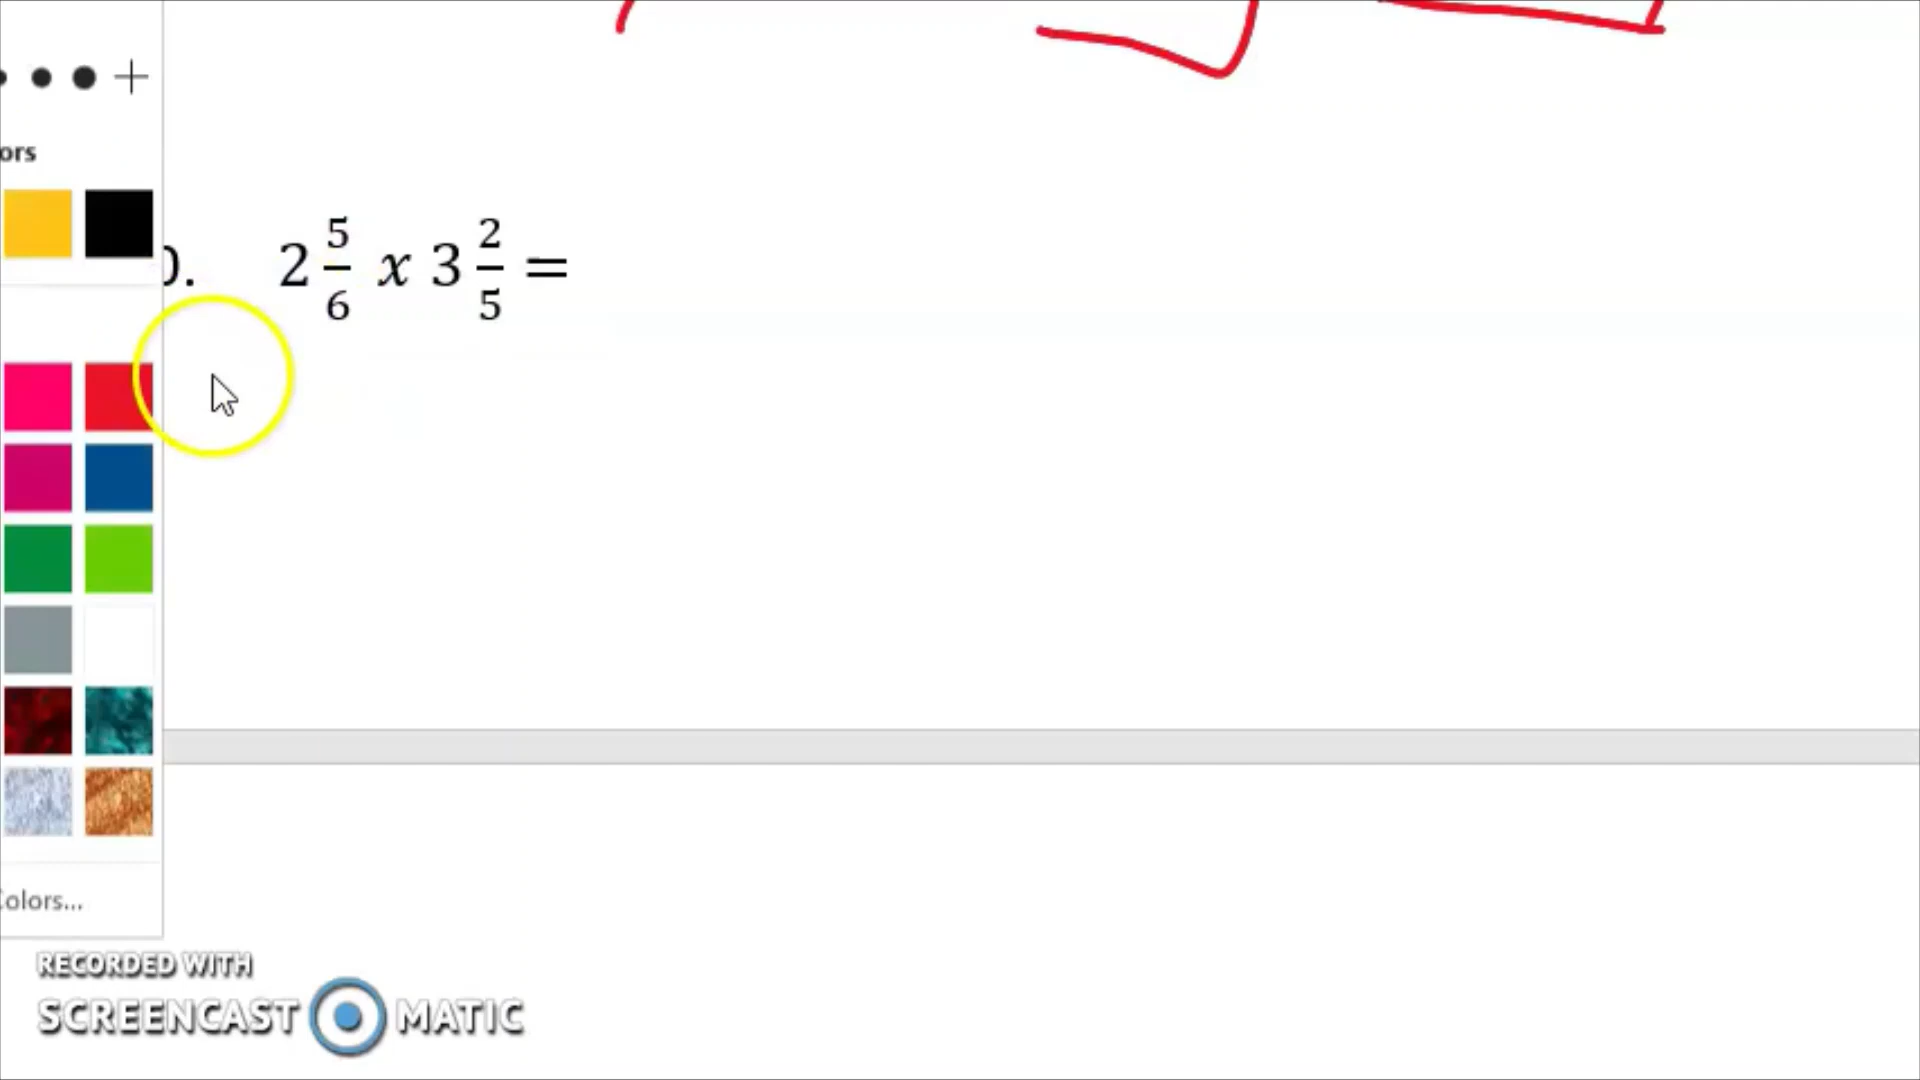 ors
0. 2 5/6 x 3 2/5 =
Colors...
RECORDED WITH
SCREENCAST MATIC